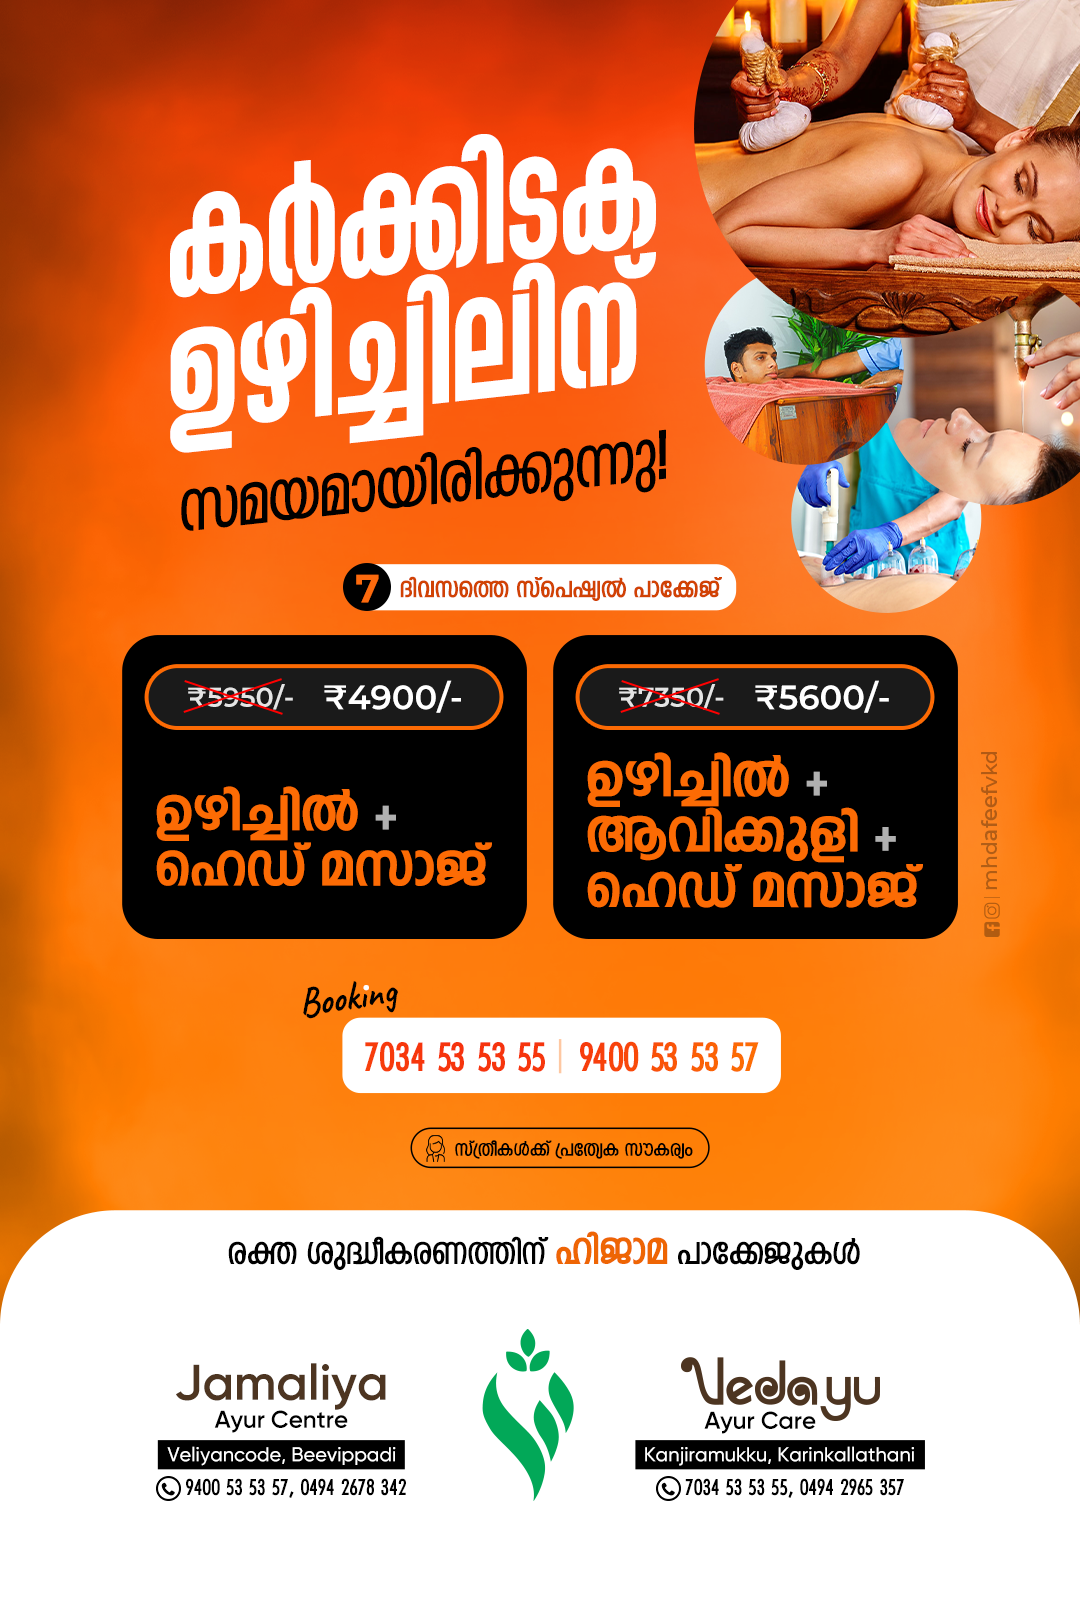 കർക്കിടക
ഉഴിച്ചിലിന്
സമയമായിരിക്കുന്നു!
7 ദിവസത്തെ സ്പെഷ്യൽ പാക്കേജ്
₹5950/- ₹4900/-
ഉഴിച്ചിൽ +
ഹെഡ് മസാജ്
₹7350/- ₹5600/-
ഉഴിച്ചിൽ +
ആവിക്കുളി +
ഹെഡ് മസാജ്
mhdafeefvkd
Booking
7034 53 53 55 | 9400 53 53 57
സ്ത്രീകൾക്ക് പ്രത്യേക സൗകര്യം
രക്ത ശുദ്ധീകരണത്തിന് ഹിജാമ പാക്കേജുകൾ
Jamaliya
Ayur Centre
Veliyancode, Beevippadi
9400 53 53 57, 0494 2678 342
Vedayu
Ayur Care
Kanjiramukku, Karinkallathani
7034 53 53 55, 0494 2965 357